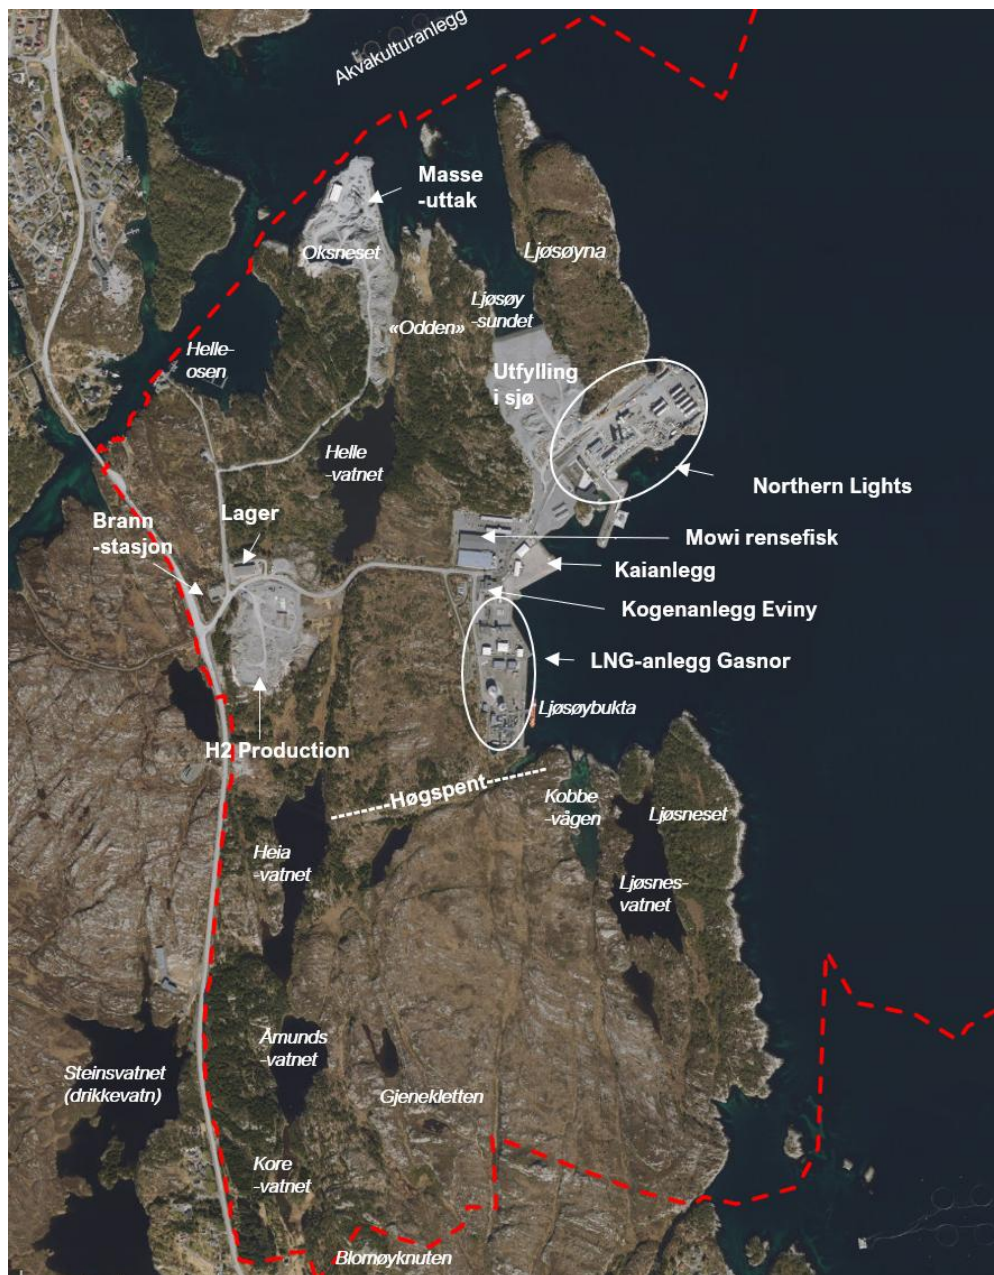 Akvakulturanlegg
Masse
-uttak
Oksneset
Ljøsøyna
Ljøsøy
-sundet
«Odden»
Helle-
osen
Utfylling
i sjø
Helle
-vatnet
Northern Lights
Lager
Brann
-stasjon
Mowi rensefisk
Kaianlegg
Kogenanlegg Eviny
LNG-anlegg Gasnor
Ljøsøybukta
H2 Production
Høgspent
Kobbe
-vågen
Ljøsneset
Heia
-vatnet
Ljøsnes-
vatnet
Åmunds
-vatnet
Steinsvatnet
(drikkevatn)
Gjenekletten
Kore
-vatnet
Blomøyknuten